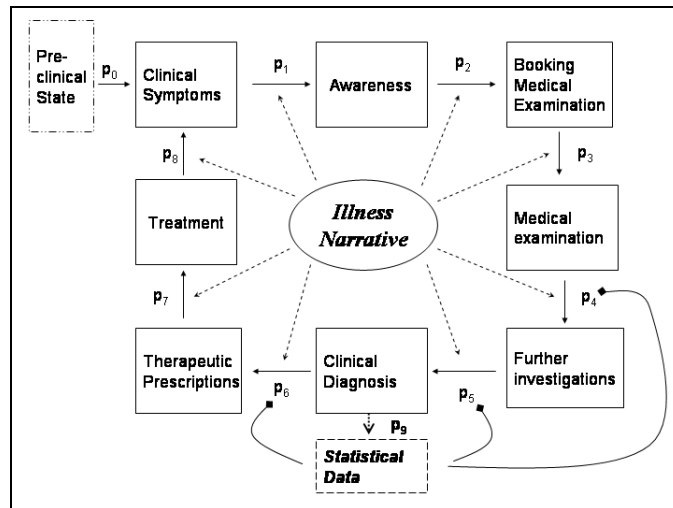 Pre-
clinical
State
p0
Clinical
Symptoms
p1
Awareness
p2
Booking
Medical
Examination
p3
Medical
examination
p4
Further
investigations
p5
Clinical
Diagnosis
p6
Therapeutic
Prescriptions
p7
Treatment
p8
Illness
Narrative
p9
Statistical
Data